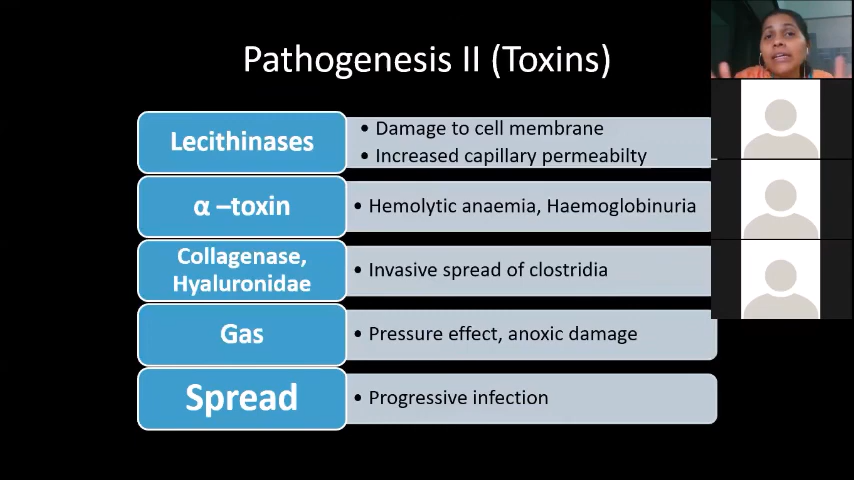 Pathogenesis II (Toxins)
Lecithinases
• Damage to cell membrane
• Increased capillary permeabilty
α –toxin
• Hemolytic anaemia, Haemoglobinuria
Collagenase,
Hyaluronidae
• Invasive spread of clostridia
Gas
• Pressure effect, anoxic damage
Spread
• Progressive infection